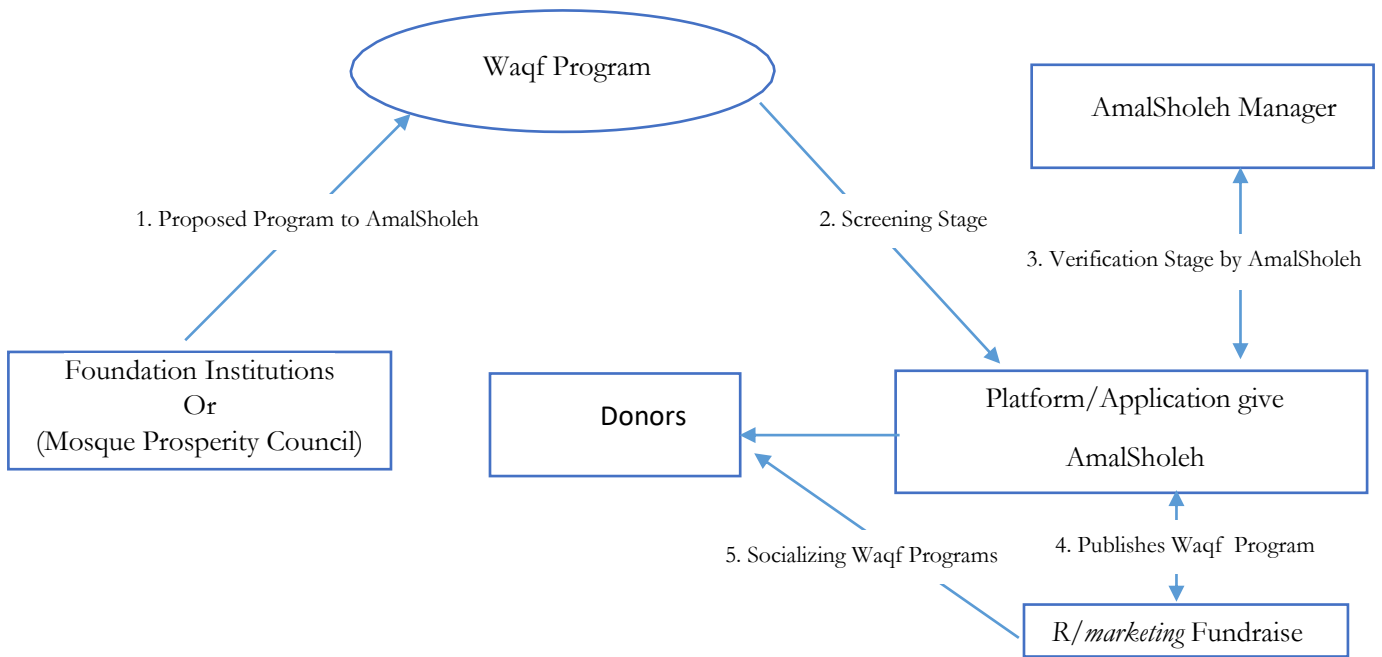 Waqf Program
AmalSholeh Manager
1. Proposed Program to AmalSholeh
2. Screening Stage
3. Verification Stage by AmalSholeh
Foundation Institutions
Or
(Mosque Prosperity Council)
Donors
Platform/Application give
AmalSholeh
5. Socializing Waqf Programs
4. Publishes Waqf Program
R/marketing Fundraise